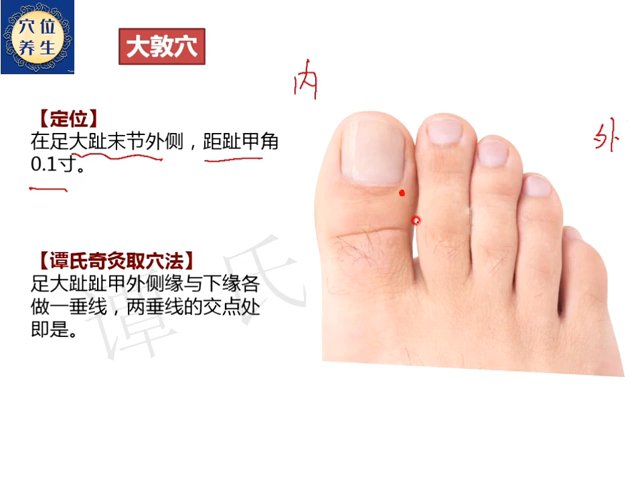 穴位
养生
大敦穴
内
外
【定位】
在足大趾末节外侧，距趾甲角
0.1寸。
【谭氏奇灸取穴法】
足大趾趾甲外侧缘与下缘各
做一垂线，两垂线的交点处
即是。
谭氏